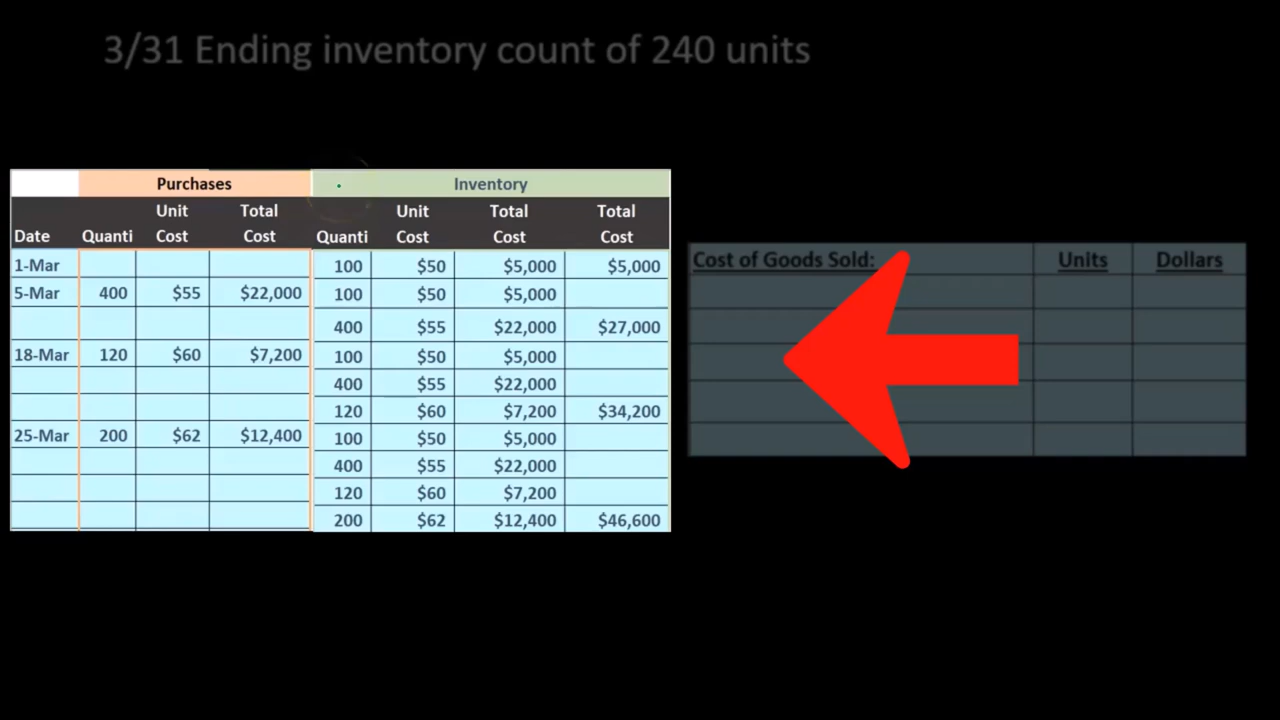 3/31 Ending inventory count of 240 units
Purchases Inventory
Unit Total Unit Total Total
Date Quanti Cost Cost Quanti Cost Cost Cost
1-Mar 100 $50 $5,000 $5,000
5-Mar 400 $55 $22,000 100 $50 $5,000
400 $55 $22,000 $27,000
18-Mar 120 $60 $7,200 100 $50 $5,000
400 $55 $22,000
120 $60 $7,200 $34,200
25-Mar 200 $62 $12,400 100 $50 $5,000
400 $55 $22,000
120 $60 $7,200
200 $62 $12,400 $46,600
Cost of Goods Sold: Units Dollars